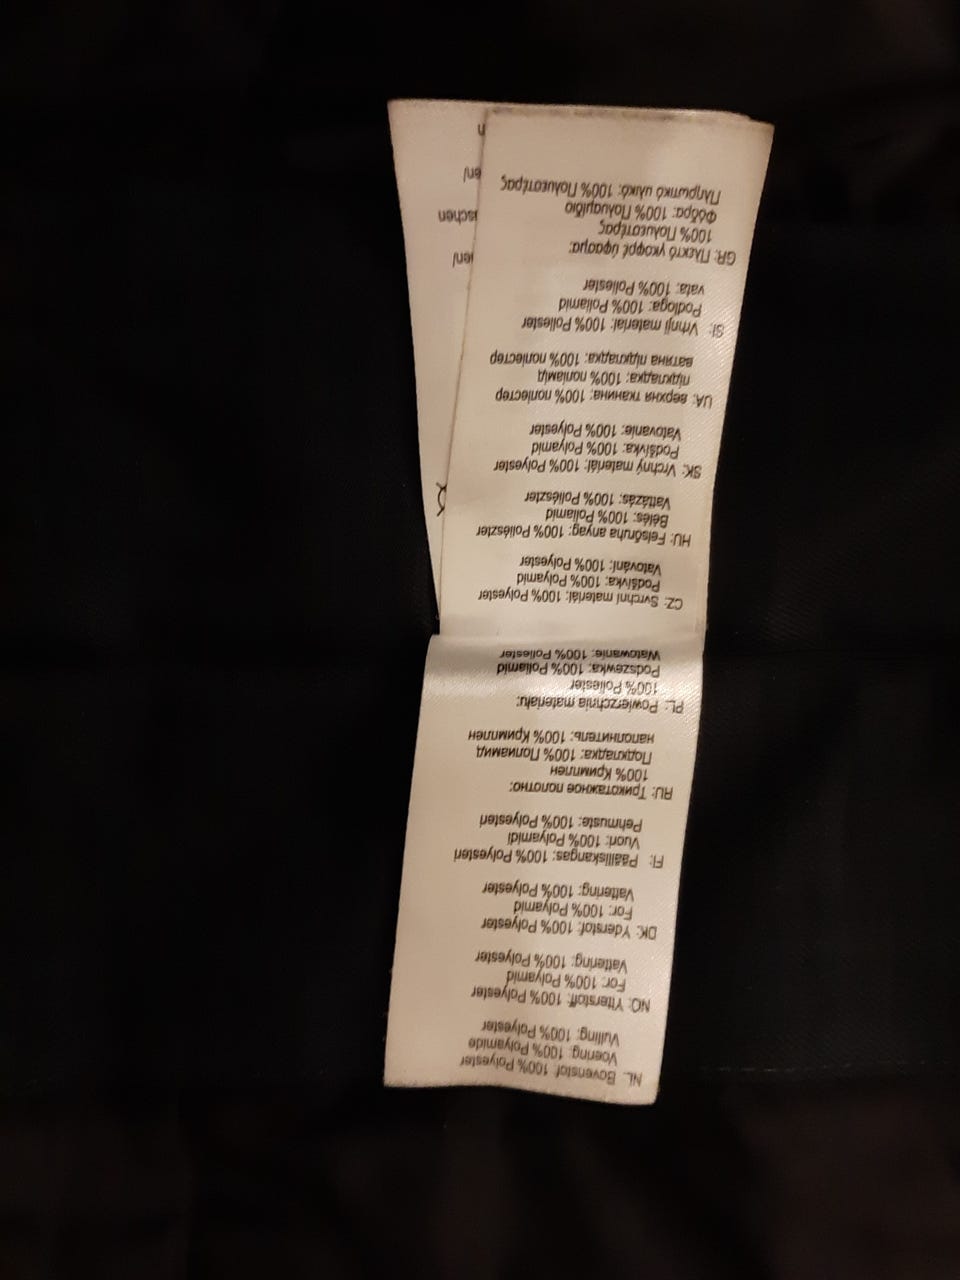 NL: Bovenstof: 100% Polyester
Voering: 100% Polyamide
Vulling: 100% Polyester
NO: Ytterstoff: 100% Polyester
For: 100% Polyamid
Vattering: 100% Polyester
DK: Yderstof: 100% Polyester
For: 100% Polyamid
Vattering: 100% Polyester
FI: Päälliskangas: 100% Polyesteri
Vuori: 100% Polyamidi
Pehmuste: 100% Polyesteri
RU: Трикотажное полотно:
100% Кримплен
Подкладка: 100% Полиамид
наполнитель: 100% Кримплен
PL: Powierzchnia materiału:
100% Poliester
Podszewka: 100% Poliamid
Watowanie: 100% Poliester
CZ: Svrchní materiál: 100% Polyester
Podšívka: 100% Polyamid
Vatování: 100% Polyester
HU: Felsőruha anyag: 100% Poliészter
Bélés: 100% Poliamid
Vattázás: 100% Poliészter
SK: Vrchný materiál: 100% Polyester
Podšívka: 100% Polyamid
Vatovanie: 100% Polyester
UA: верхня тканина: 100% поліестер
підкладка: 100% поліамід
ватяна підкладка: 100% поліестер
SI: Vrhnji material: 100% Poliester
Podloga: 100% Poliamid
vata: 100% Poliester
GR: Πλεκτό γκοφρέ ύφασμα:
100% Πολυεστέρας
Φόδρα: 100% Πολυαμίδιο
Πληρωτικό υλικό: 100% Πολυεστέρας